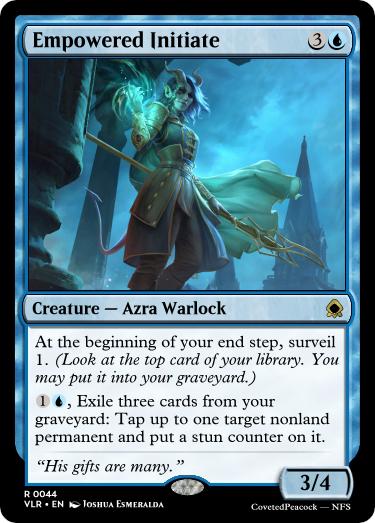 Empowered Initiate 3
Creature — Azra Warlock
At the beginning of your end step, surveil
1. (Look at the top card of your library. You
may put it into your graveyard.)
1, Exile three cards from your
graveyard: Tap up to one target nonland
permanent and put a stun counter on it.
“His gifts are many.”
3/4
R 0044
VLR • EN Joshua Esmeralda
CovetedPeacock — NFS